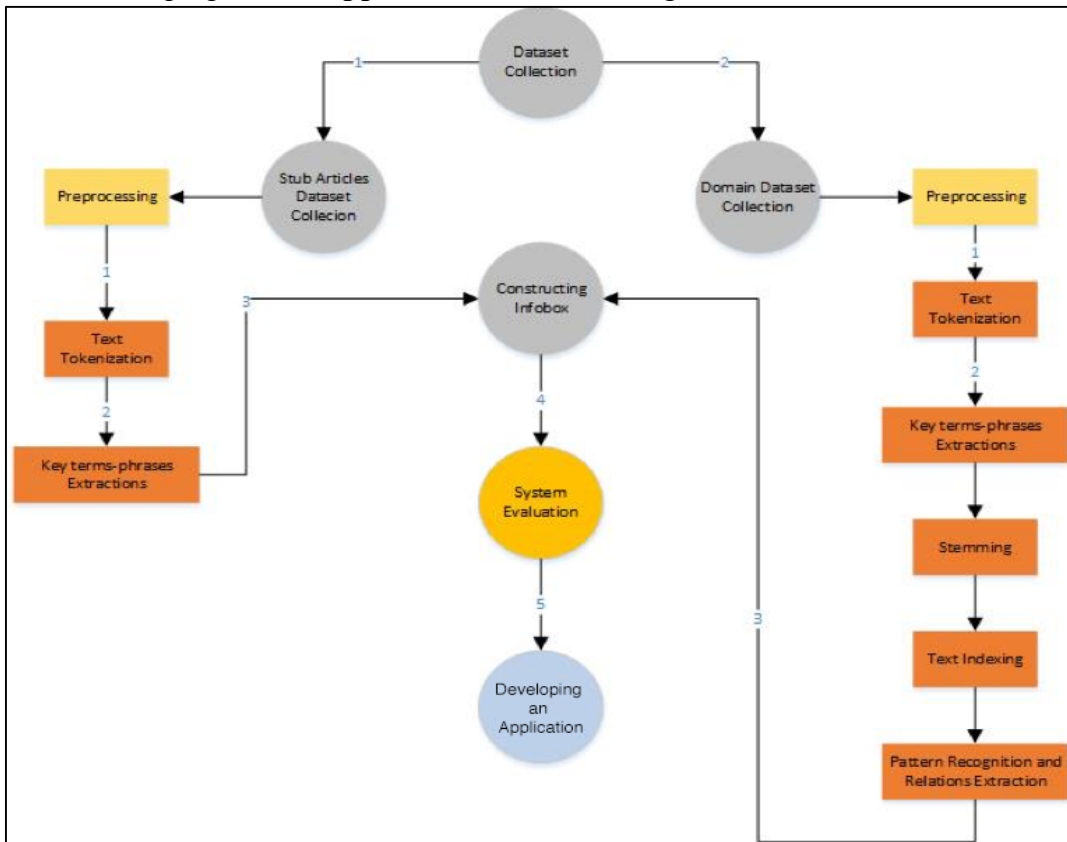 Dataset
Collection
1
2
Stub Articles
Dataset
Collecion
Preprocessing
Domain Dataset
Collection
Preprocessing
1
Text
Tokenization
2
Key terms-phrases
Extractions
3
Constructing
Infobox
4
System
Evaluation
5
Developing
an
Application
1
Text
Tokenization
2
Key terms-phrases
Extractions
Stemming
Text Indexing
Pattern Recognition and
Relations Extraction
3